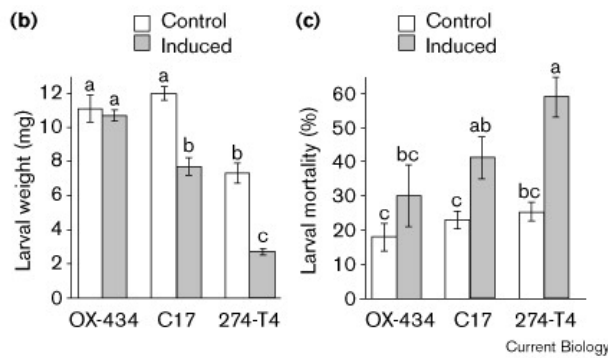 (b)
Control
Induced
Larval weight (mg)
12
10
8
6
4
2
0
a
a
a
b
b
c
OX-434
C17
274-T4
(c)
Control
Induced
Larval mortality (%)
60
50
40
30
20
10
0
c
bc
c
ab
bc
a
OX-434
C17
274-T4
Current Biology